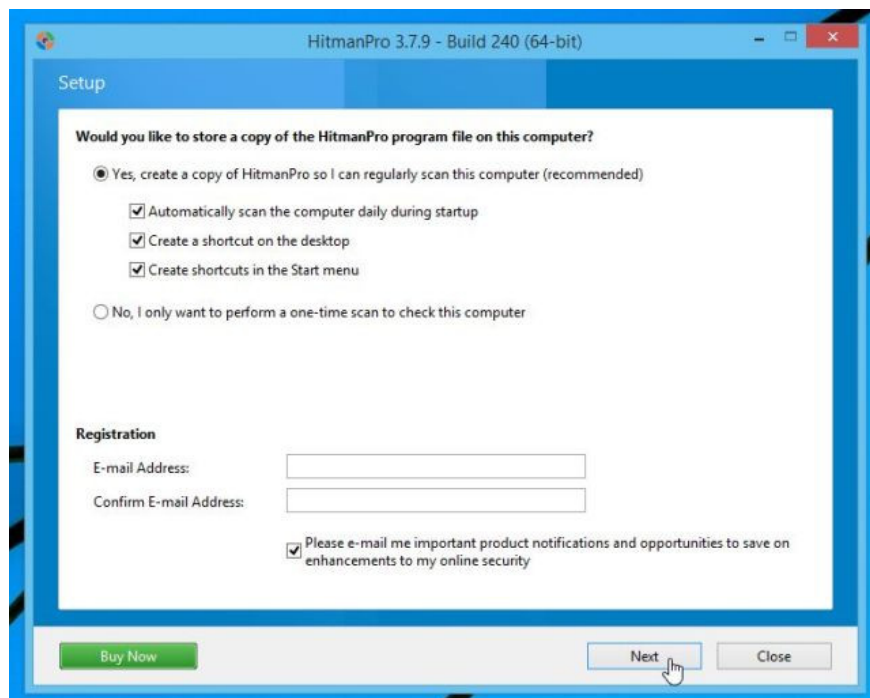 HitmanPro 3.7.9 - Build 240 (64-bit)
Setup
Would you like to store a copy of the HitmanPro program file on this computer?
Yes, create a copy of HitmanPro so I can regularly scan this computer (recommended)
Automatically scan the computer daily during startup
Create a shortcut on the desktop
Create shortcuts in the Start menu
No, I only want to perform a one-time scan to check this computer
Registration
E-mail Address:
Confirm E-mail Address:
Please e-mail me important product notifications and opportunities to save on
enhancements to my online security
Buy Now
Next
Close